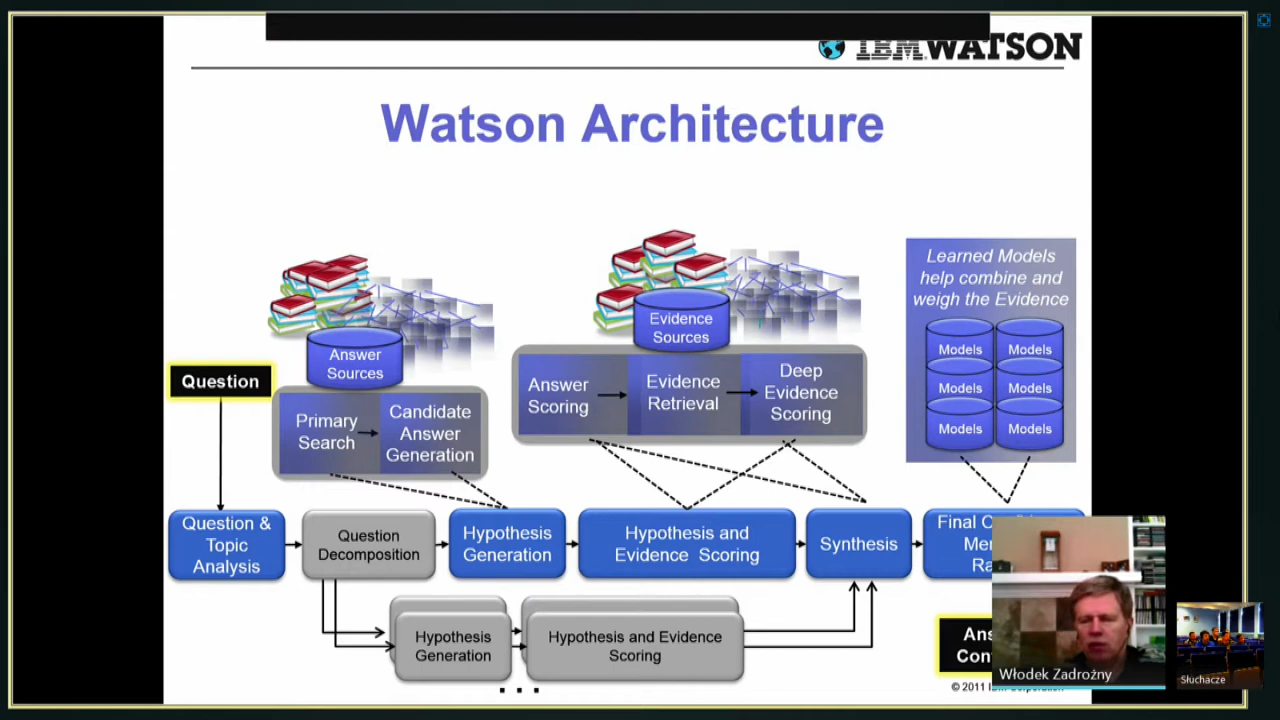 IBM WATSON
Watson Architecture
Learned Models
help combine and
weigh the Evidence
Models Models
Models Models
Models Models
Evidence
Sources
Answer
Sources
Question
Answer
Scoring
Evidence
Retrieval
Deep
Evidence
Scoring
Primary
Search
Candidate
Answer
Generation
Question &
Topic
Analysis
Question
Decomposition
Hypothesis
Generation
Hypothesis and
Evidence Scoring
Synthesis
Final
Hypothesis
Generation
Hypothesis and Evidence
Scoring
. . .
© 2011
Włodek Zadrożny
Słuchacze